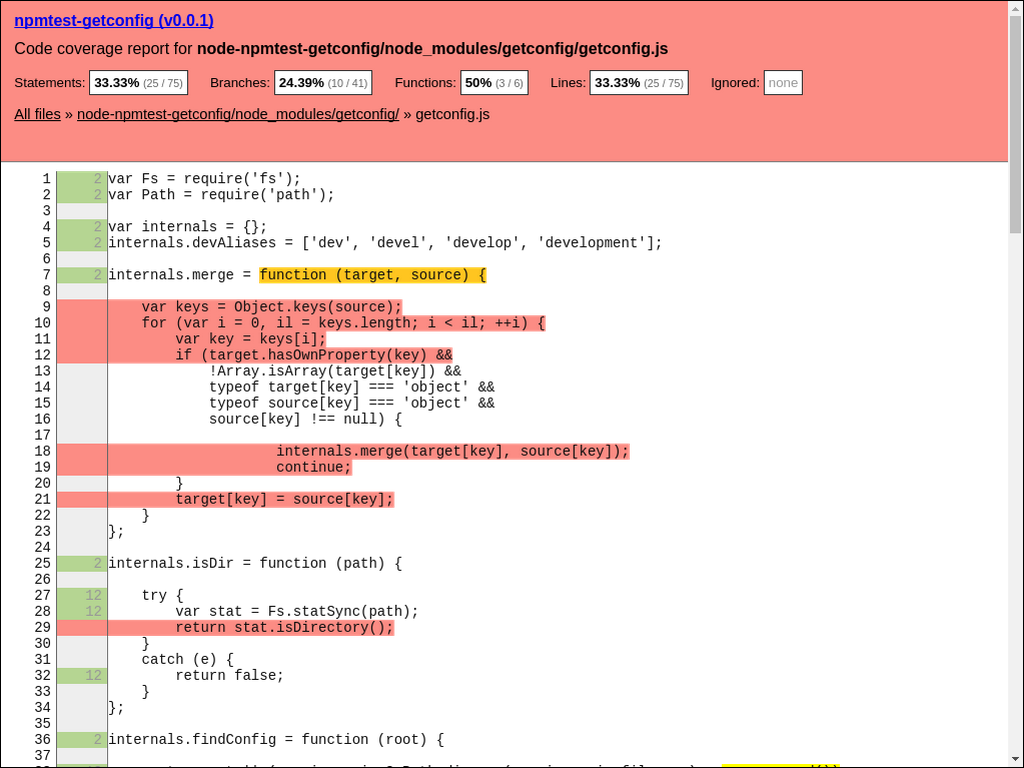 npmtest-getconfig (v0.0.1)
Code coverage report for node-npmtest-getconfig/node_modules/getconfig/getconfig.js
Statements: 33.33% (25 / 75) Branches: 24.39% (10 / 41) Functions: 50% (3 / 6) Lines: 33.33% (25 / 75) Ignored: none
All files » node-npmtest-getconfig/node_modules/getconfig/ » getconfig.js
1 2 var Fs = require('fs');
2 2 var Path = require('path');
3
4 2 var internals = {};
5 2 internals.devAliases = ['dev', 'devel', 'develop', 'development'];
6
7 2 internals.merge = function (target, source) {
8
9 var keys = Object.keys(source);
10 for (var i = 0, il = keys.length; i < il; ++i) {
11 var key = keys[i];
12 if (target.hasOwnProperty(key) &&
13 !Array.isArray(target[key]) &&
14 typeof target[key] === 'object' &&
15 typeof source[key] === 'object' &&
16 source[key] !== null) {
17
18 internals.merge(target[key], source[key]);
19 continue;
20 }
21 target[key] = source[key];
22 }
23 };
24
25 2 internals.isDir = function (path) {
26
27 12 try {
28 12 var stat = Fs.statSync(path);
29 return stat.isDirectory();
30 }
31 catch (e) {
32 12 return false;
33 }
34 };
35
36 2 internals.findConfig = function (root) {
37